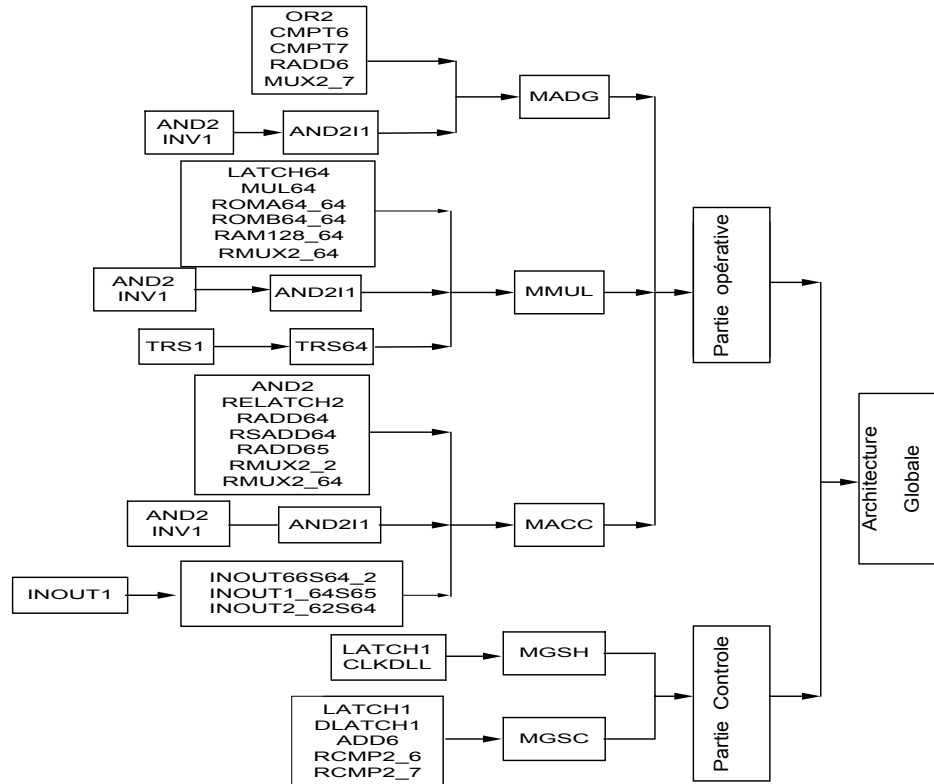 OR2
CMPT6
CMPT7
RADD6
MUX2_7
MADG
AND2
INV1
AND2I1
LATCH64
MUL64
ROMA64_64
ROMB64_64
RAM128_64
RMUX2_64
AND2
INV1
AND2I1
MMUL
TRS1
TRS64
Partie opérative
AND2
RELATCH2
RADD64
RSADD64
RADD65
RMUX2_2
RMUX2_64
AND2
INV1
AND2I1
MACC
INOUT1
INOUT66S64_2
INOUT1_64S65
INOUT2_62S64
Architecture
Globale
LATCH1
CLKDLL
MGSH
LATCH1
DLATCH1
ADD6
RCMP2_6
RCMP2_7
MGSC
Partie Controle